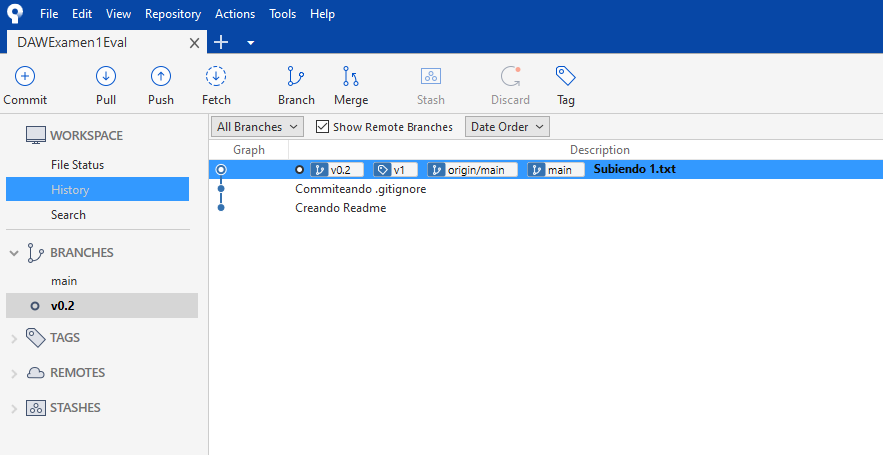 File Edit View Repository Actions Tools Help
DAWExamen1Eval
Commit Pull Push Fetch Branch Merge Stash Discard Tag
WORKSPACE
File Status
History
Search
BRANCHES
main
v0.2
TAGS
REMOTES
STASHES
All Branches Show Remote Branches Date Order
Graph Description
v0.2 v1 origin/main main Subiendo 1.txt
Commiteando .gitignore
Creando Readme